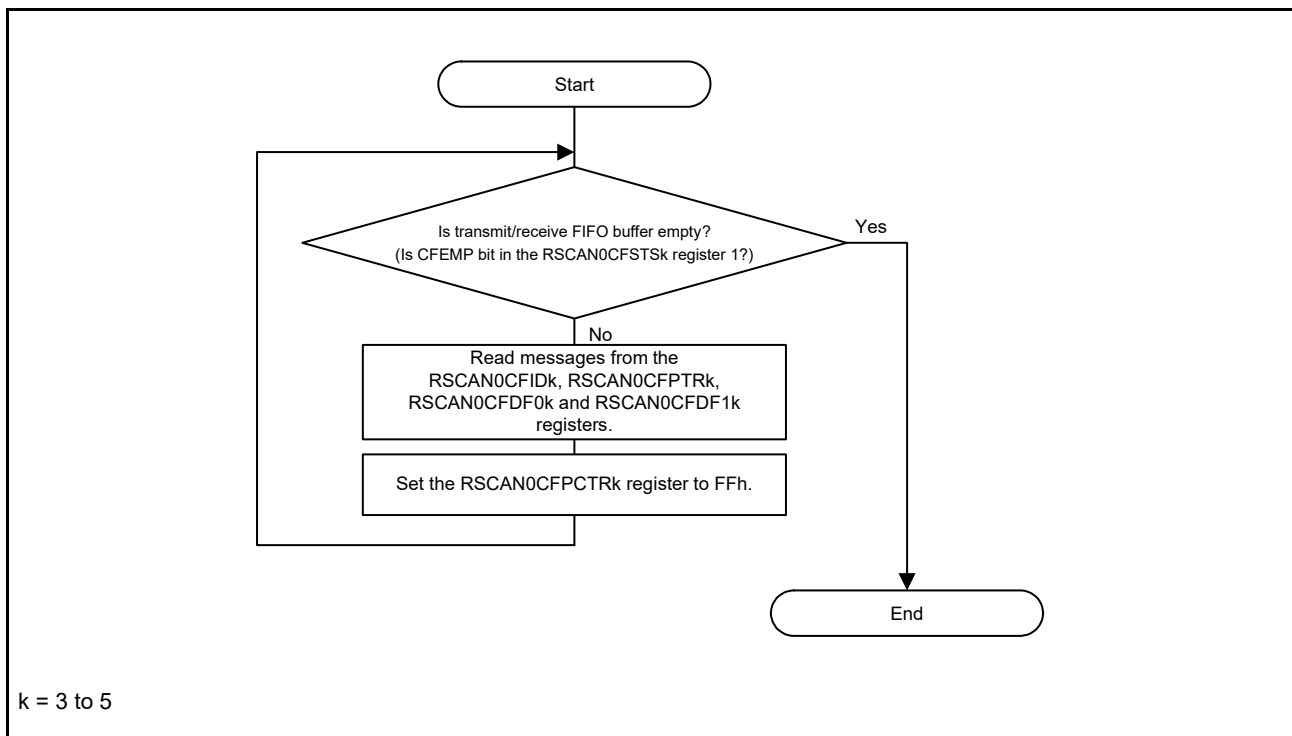 Start
Is transmit/receive FIFO buffer empty?
(Is CFEMP bit in the RSCAN0CFSTSk register 1?)
Yes
No
Read messages from the
RSCAN0CFIDk, RSCAN0CFPTRk,
RSCAN0CFDF0k and RSCAN0CFDF1k
registers.
Set the RSCAN0CFPCTRk register to FFh.
End
k = 3 to 5